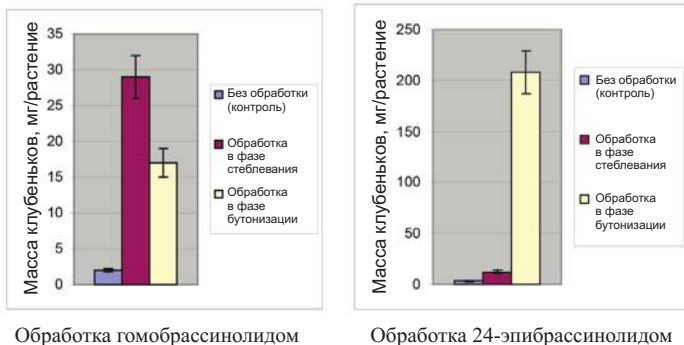 Масса клубеньков, мг/растение
35
30
25
20
15
10
5
0
Без обработки
(контроль)
Обработка
в фазе
стеблевания
Обработка
в фазе
бутонизации
Обработка гомобрассинолидом
Масса клубеньков, мг/растение
250
200
150
100
50
0
Без обработки
(контроль)
Обработка
в фазе
стеблевания
Обработка
в фазе
бутонизации
Обработка 24-эпибрассинолидом